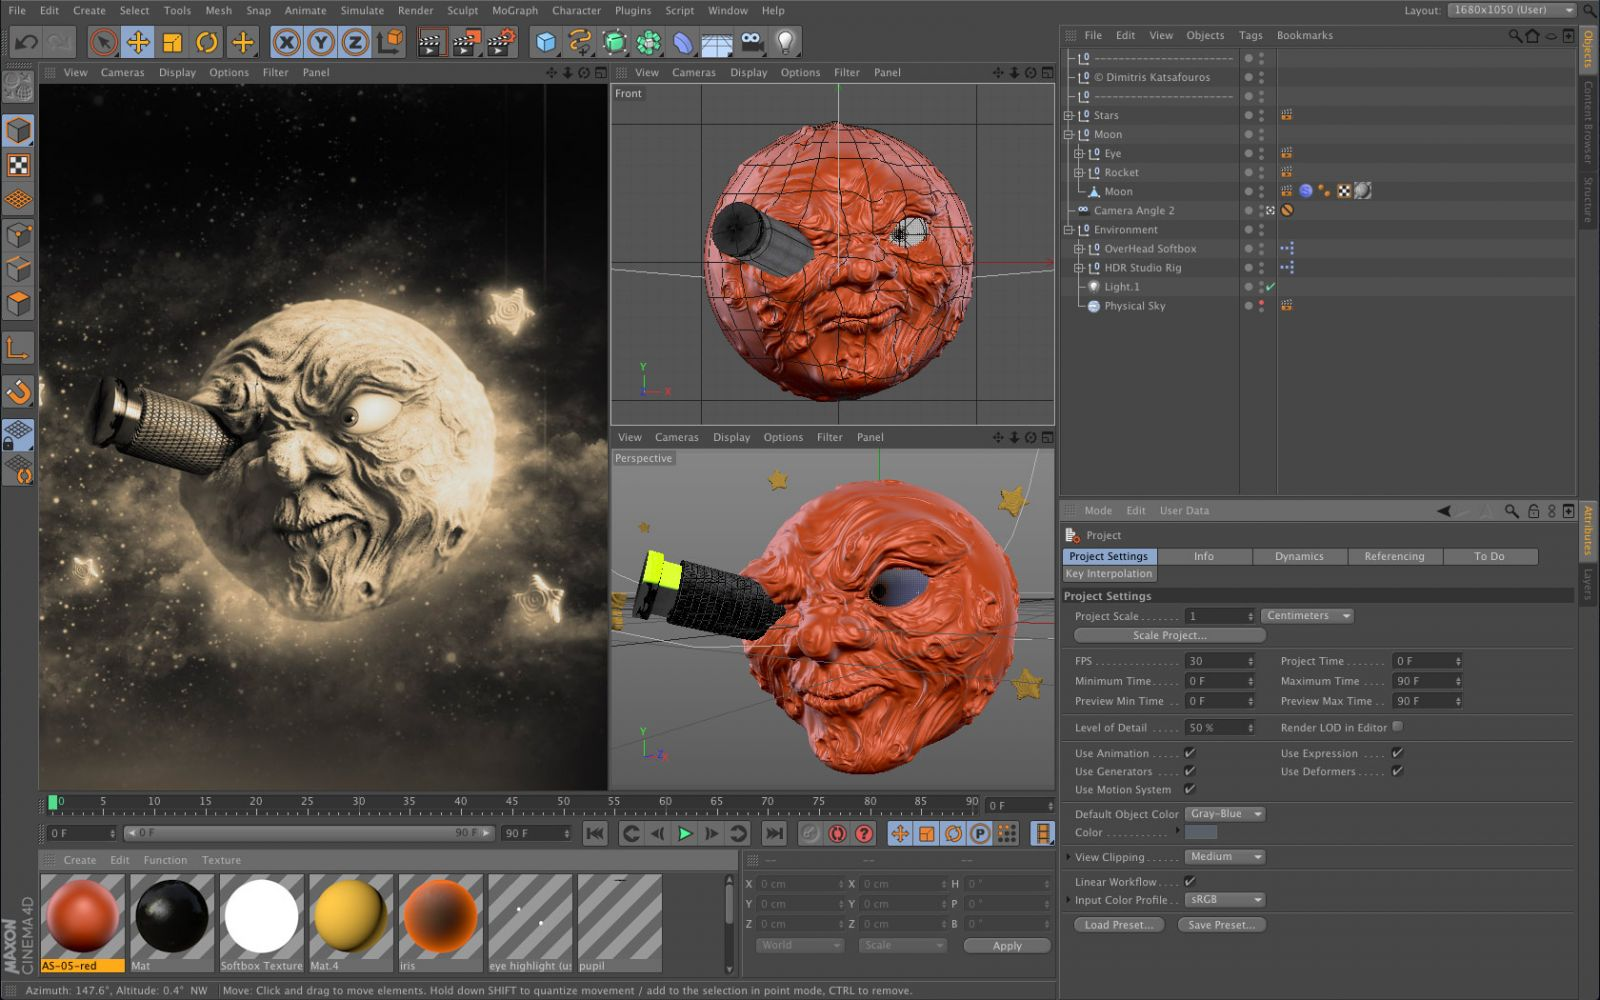 File Edit Create Select Tools Mesh Snap Animate Simulate Render Sculpt MoGraph Character Plugins Script Window Help
Layout: 1680x1050 (User)
X Y Z
File Edit View Objects Tags Bookmarks
Objects
Content Browser
Structure
View Cameras Display Options Filter Panel
View Cameras Display Options Filter Panel
Front
Y
X
View Cameras Display Options Filter Panel
Perspective
Y
Z
© Dimitris Katsafouros
Stars
Moon
Eye
Rocket
Moon
Camera Angle 2
Environment
OverHead Softbox
HDR Studio Rig
Light.1
Physical Sky
Mode Edit User Data
Attributes
Layers
Project
Project Settings Info Dynamics Referencing To Do
Key Interpolation
Project Settings
Project Scale . . . . . . . 1 Centimeters
Scale Project...
FPS . . . . . . . . . . . . . . 30 Project Time . . . . . . . 0 F
Minimum Time. . . . . 0 F Maximum Time . . . . 90 F
Preview Min Time . . 0 F Preview Max Time . . 90 F
Level of Detail . . . . . 50 % Render LOD in Editor
Use Animation . . . . . Use Expression . . . .
Use Generators . . . . Use Deformers . . . . .
Use Motion System
Default Object Color Gray-Blue
Color . . . . . . . . . . .
View Clipping. . . . . . Medium
Linear Workflow. . . .
Input Color Profile . . sRGB
Load Preset... Save Preset...
0 5 10 15 20 25 30 35 40 45 50 55 60 65 70 75 80 85 90 0 F
0 F 0 F 90 F 90 F P
Create Edit Function Texture
-- -- --
X 0 cm X 0 cm H 0 °
Y 0 cm Y 0 cm P 0 °
Z 0 cm Z 0 cm B 0 °
World Scale Apply
AS-05-red Mat Softbox Texture Mat.4 iris eye highlight (us pupil
MAXON
CINEMA 4D
Azimuth: 147.6°, Altitude: 0.4° NW Move: Click and drag to move elements. Hold down SHIFT to quantize movement / add to the selection in point mode, CTRL to remove.